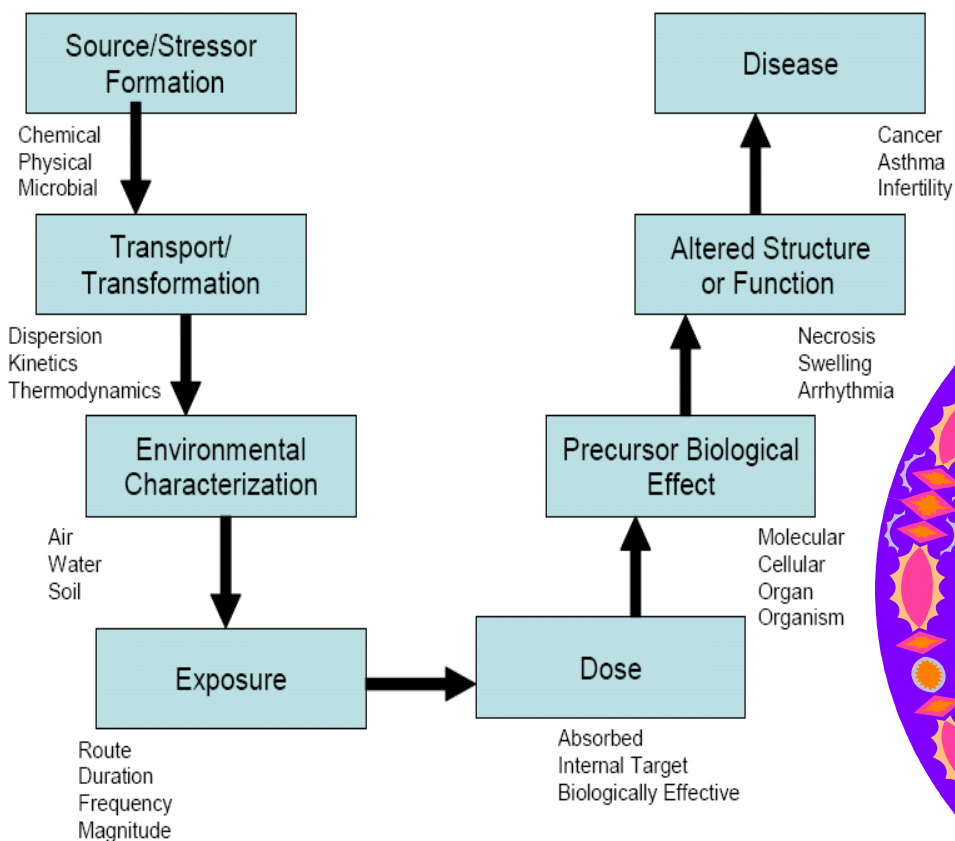 Source/Stressor
Formation
Chemical
Physical
Microbial
Transport/
Transformation
Dispersion
Kinetics
Thermodynamics
Environmental
Characterization
Air
Water
Soil
Exposure
Route
Duration
Frequency
Magnitude
Dose
Absorbed
Internal Target
Biologically Effective
Precursor Biological
Effect
Molecular
Cellular
Organ
Organism
Altered Structure
or Function
Necrosis
Swelling
Arrhythmia
Disease
Cancer
Asthma
Infertility